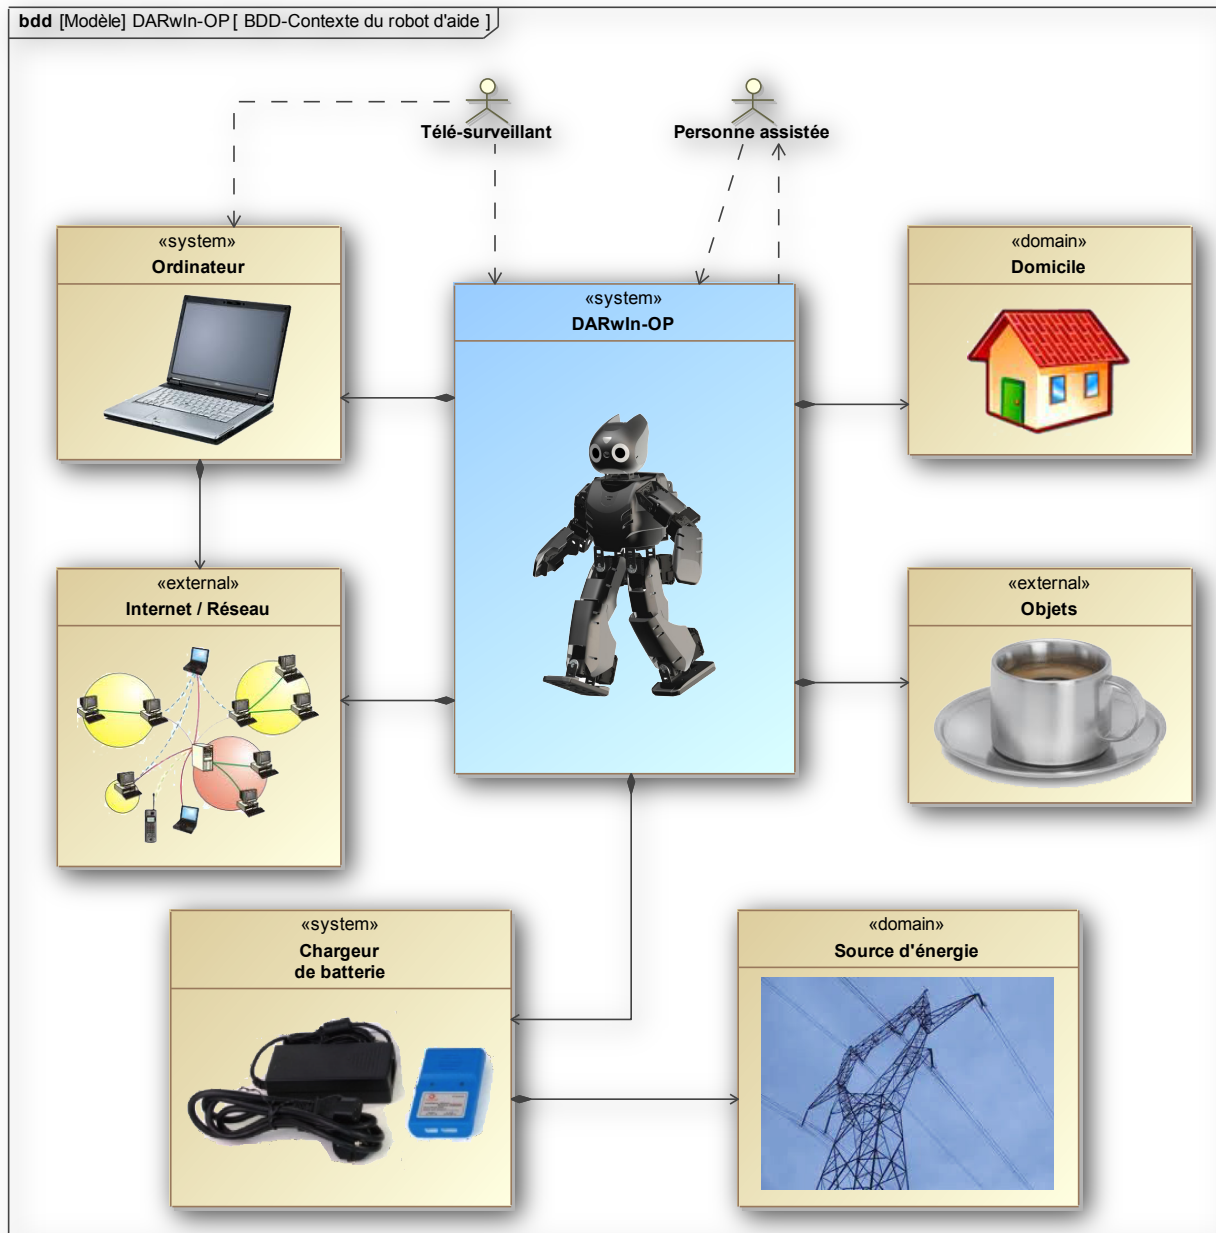 bdd [Modèle] DARwIn-OP [ BDD-Contexte du robot d'aide ]
Télé-surveillant
Personne assistée
«system»
Ordinateur
«system»
DARwIn-OP
«domain»
Domicile
«external»
Internet / Réseau
«external»
Objets
«system»
Chargeur
de batterie
«domain»
Source d'énergie